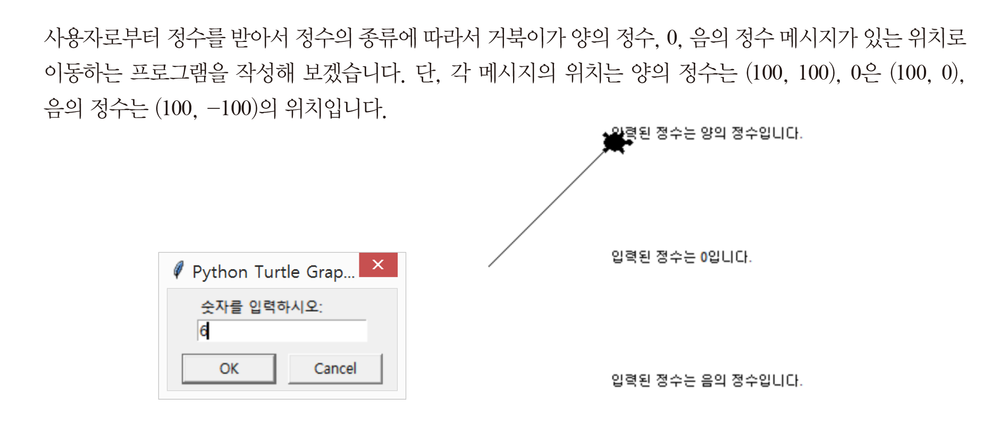 사용자로부터 정수를 받아서 정수의 종류에 따라서 거북이가 양의 정수, 0, 음의 정수 메시지가 있는 위치로
이동하는 프로그램을 작성해 보겠습니다. 단, 각 메시지의 위치는 양의 정수는 (100, 100), 0은 (100, 0),
음의 정수는 (100, −100)의 위치입니다.
입력된 정수는 양의 정수입니다.
입력된 정수는 0입니다.
Python Turtle Grap...
숫자를 입력하시오:
6
OK Cancel
입력된 정수는 음의 정수입니다.